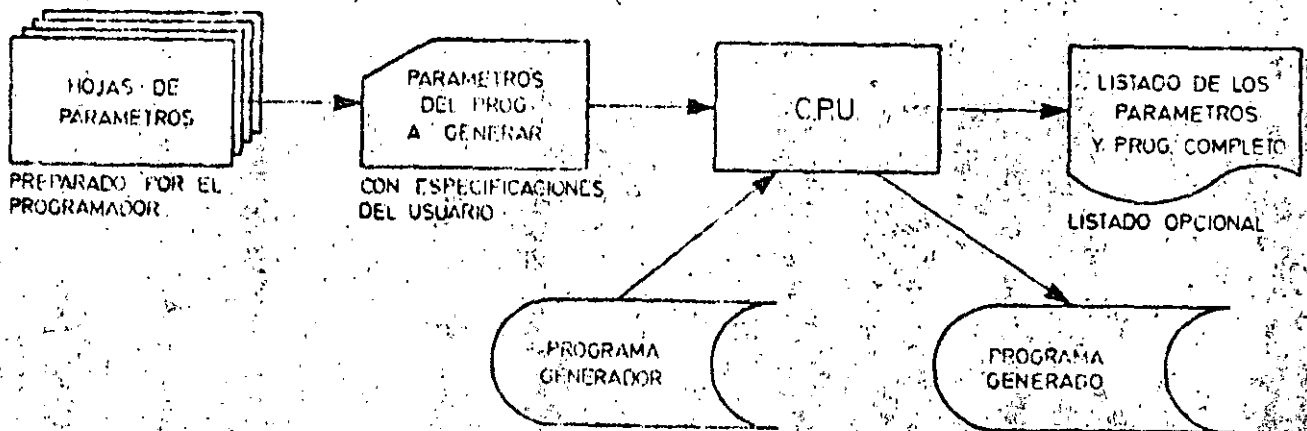 HOJAS DE
PARAMETROS
PREPARADO POR EL
PROGRAMADOR
PARAMETROS
DEL PROG.
A GENERAR
CON ESPECIFICACIONES
DEL USUARIO
C.P.U.
LISTADO DE LOS
PARAMETROS
Y PROG. COMPLETO
LISTADO OPCIONAL
PROGRAMA
GENERADOR
PROGRAMA
GENERADO